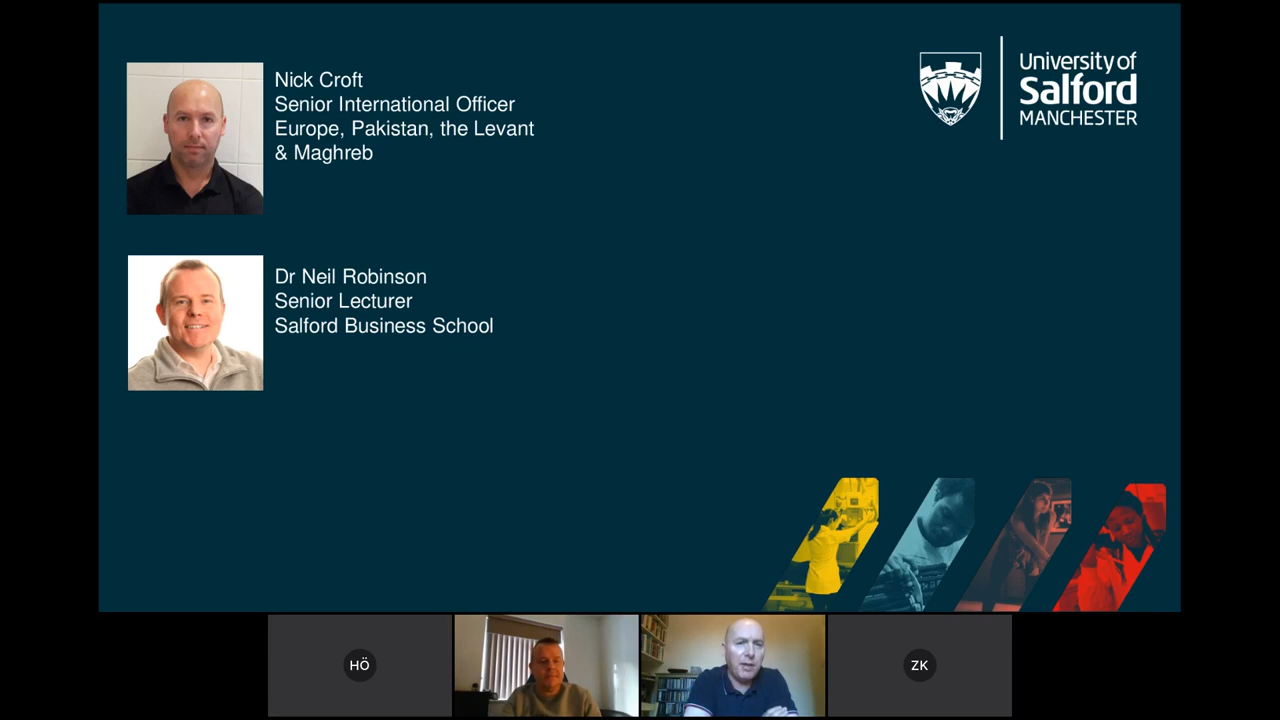 Nick Croft
Senior International Officer
Europe, Pakistan, the Levant
& Maghreb
University of
Salford
MANCHESTER
Dr Neil Robinson
Senior Lecturer
Salford Business School
HÖ
ZK